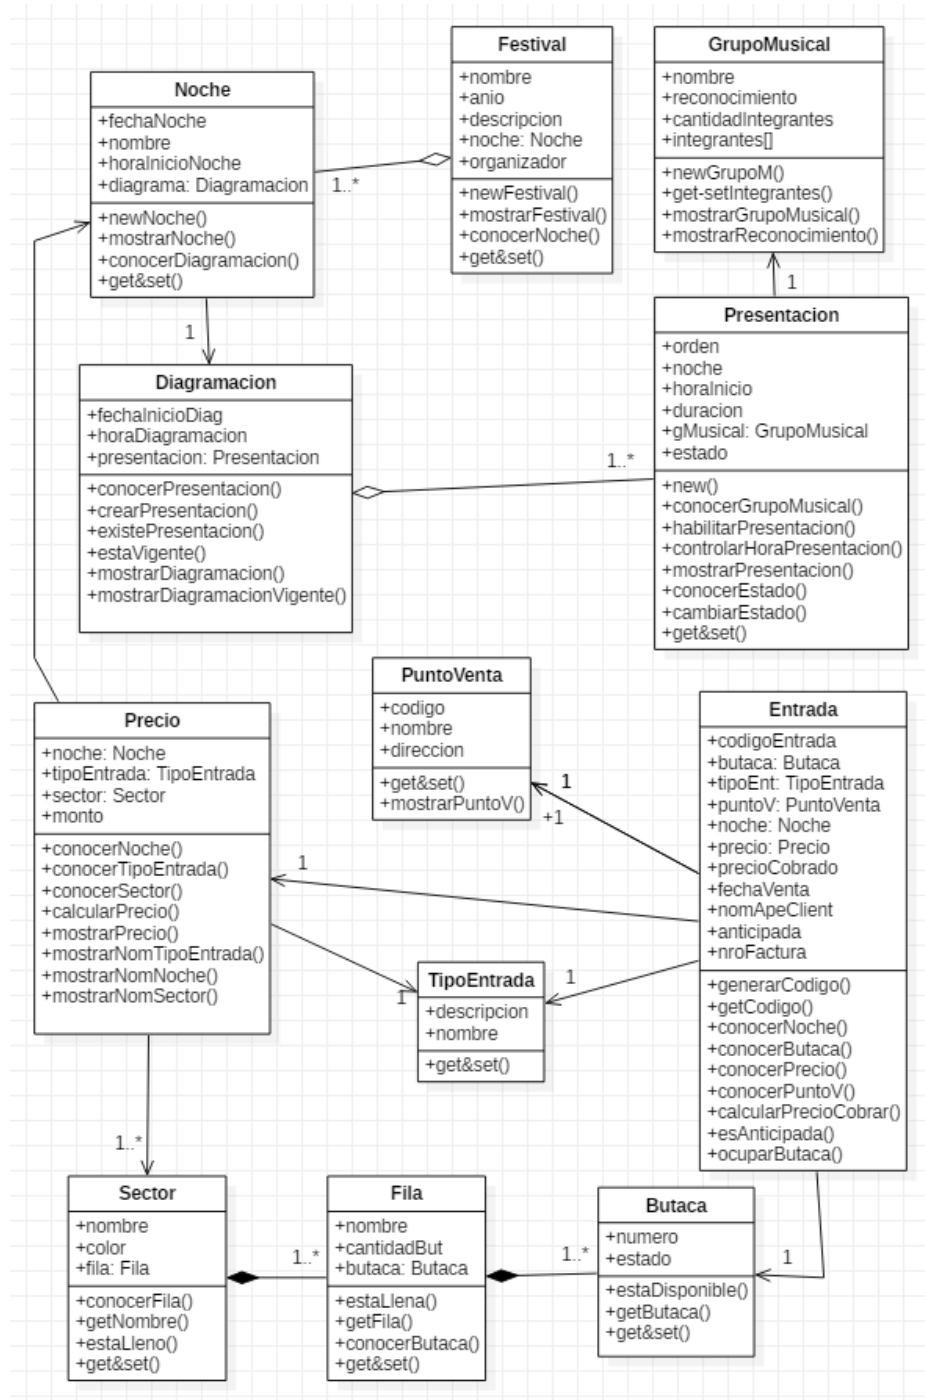 Festival
+nombre
+anio
+descripcion
+noche: Noche
+organizador
+newFestival()
+mostrarFestival()
+conocerNoche()
+get&set()
GrupoMusical
+nombre
+reconocimiento
+cantidadIntegrantes
+integrantes[]
+newGrupoM()
+get-setIntegrantes()
+mostrarGrupoMusical()
+mostrarReconocimiento()
Noche
+fechaNoche
+nombre
+horaInicioNoche
+diagrama: Diagramacion
+newNoche()
+mostrarNoche()
+conocerDiagramacion()
+get&set()
1..*
1
1
Presentacion
+orden
+noche
+horaInicio
+duracion
+gMusical: GrupoMusical
+estado
+new()
+conocerGrupoMusical()
+habilitarPresentacion()
+controlarHoraPresentacion()
+mostrarPresentacion()
+conocerEstado()
+cambiarEstado()
+get&set()
Diagramacion
+fechaInicioDiag
+horaDiagramacion
+presentacion: Presentacion
+conocerPresentacion()
+crearPresentacion()
+existePresentacion()
+estaVigente()
+mostrarDiagramacion()
+mostrarDiagramacionVigente()
1..*
PuntoVenta
+codigo
+nombre
+direccion
+get&set()
+mostrarPuntoV()
1
+1
Entrada
+codigoEntrada
+butaca: Butaca
+tipoEnt: TipoEntrada
+puntoV: PuntoVenta
+noche: Noche
+precio: Precio
+precioCobrado
+fechaVenta
+nomApeClient
+anticipada
+nroFactura
+generarCodigo()
+getCodigo()
+conocerNoche()
+conocerButaca()
+conocerPrecio()
+conocerPuntoV()
+calcularPrecioCobrar()
+esAnticipada()
+ocuparButaca()
Precio
+noche: Noche
+tipoEntrada: TipoEntrada
+sector: Sector
+monto
+conocerNoche()
+conocerTipoEntrada()
+conocerSector()
+calcularPrecio()
+mostrarPrecio()
+mostrarNomTipoEntrada()
+mostrarNomNoche()
+mostrarNomSector()
1
1
1
TipoEntrada
+descripcion
+nombre
+get&set()
1..*
Sector
+nombre
+color
+fila: Fila
+conocerFila()
+getNombre()
+estaLleno()
+get&set()
1..*
Fila
+nombre
+cantidadBut
+butaca: Butaca
+estaLlena()
+getFila()
+conocerButaca()
+get&set()
1..*
Butaca
+numero
+estado
+estaDisponible()
+getButaca()
+get&set()
1